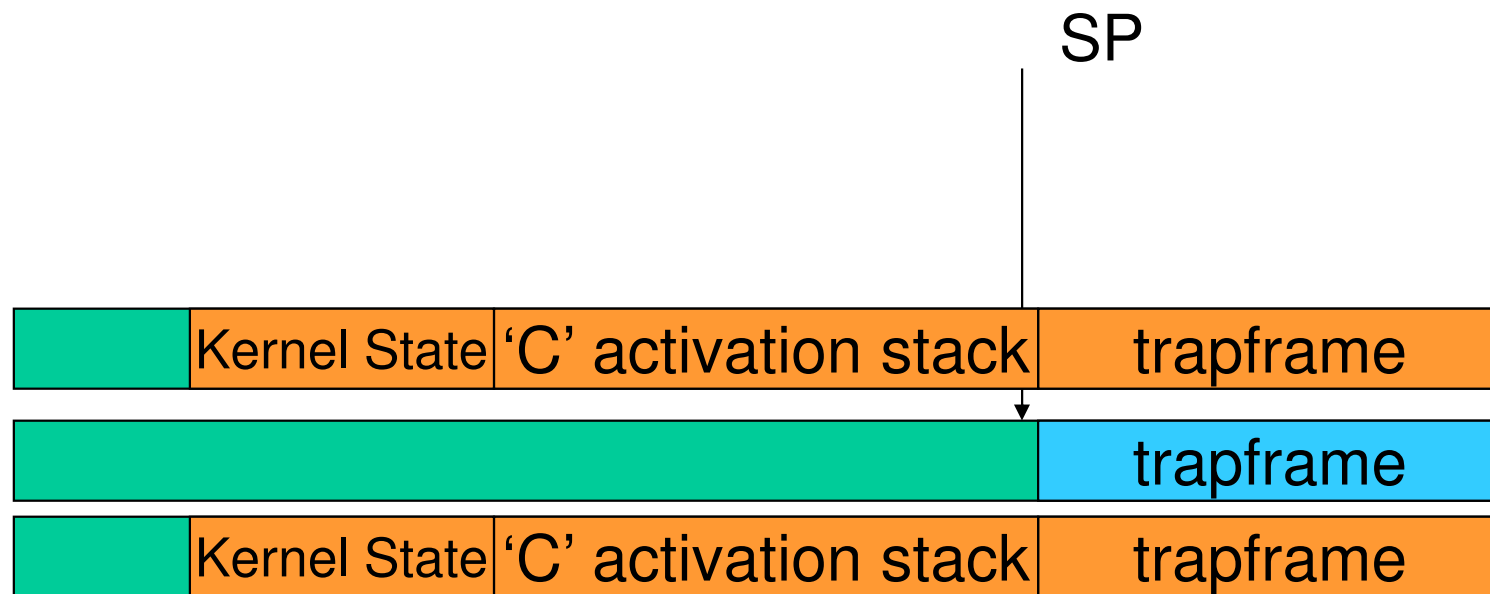 SP
Kernel State ‘C’ activation stack trapframe
trapframe
Kernel State ‘C’ activation stack trapframe